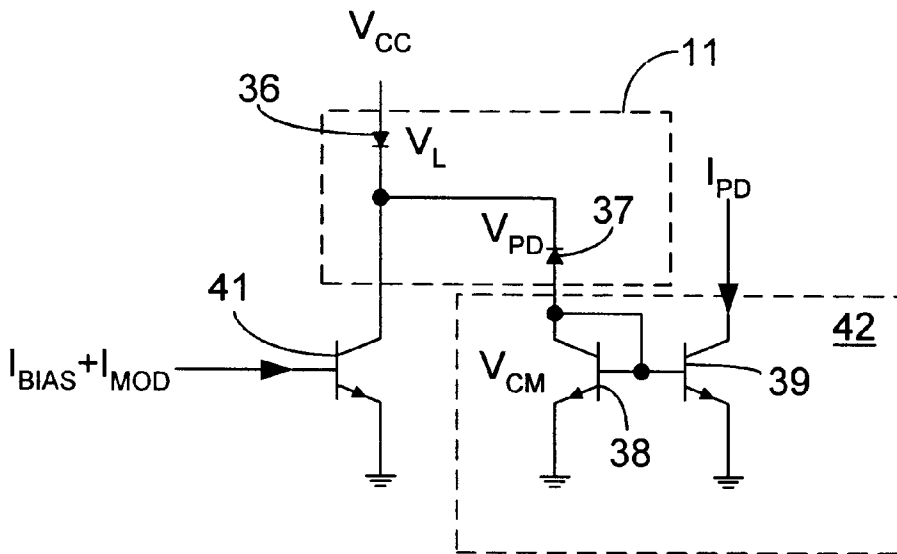 V_CC
11
36
V_L
I_PD
V_PD
37
41
42
I_BIAS+I_MOD
V_CM
39
38